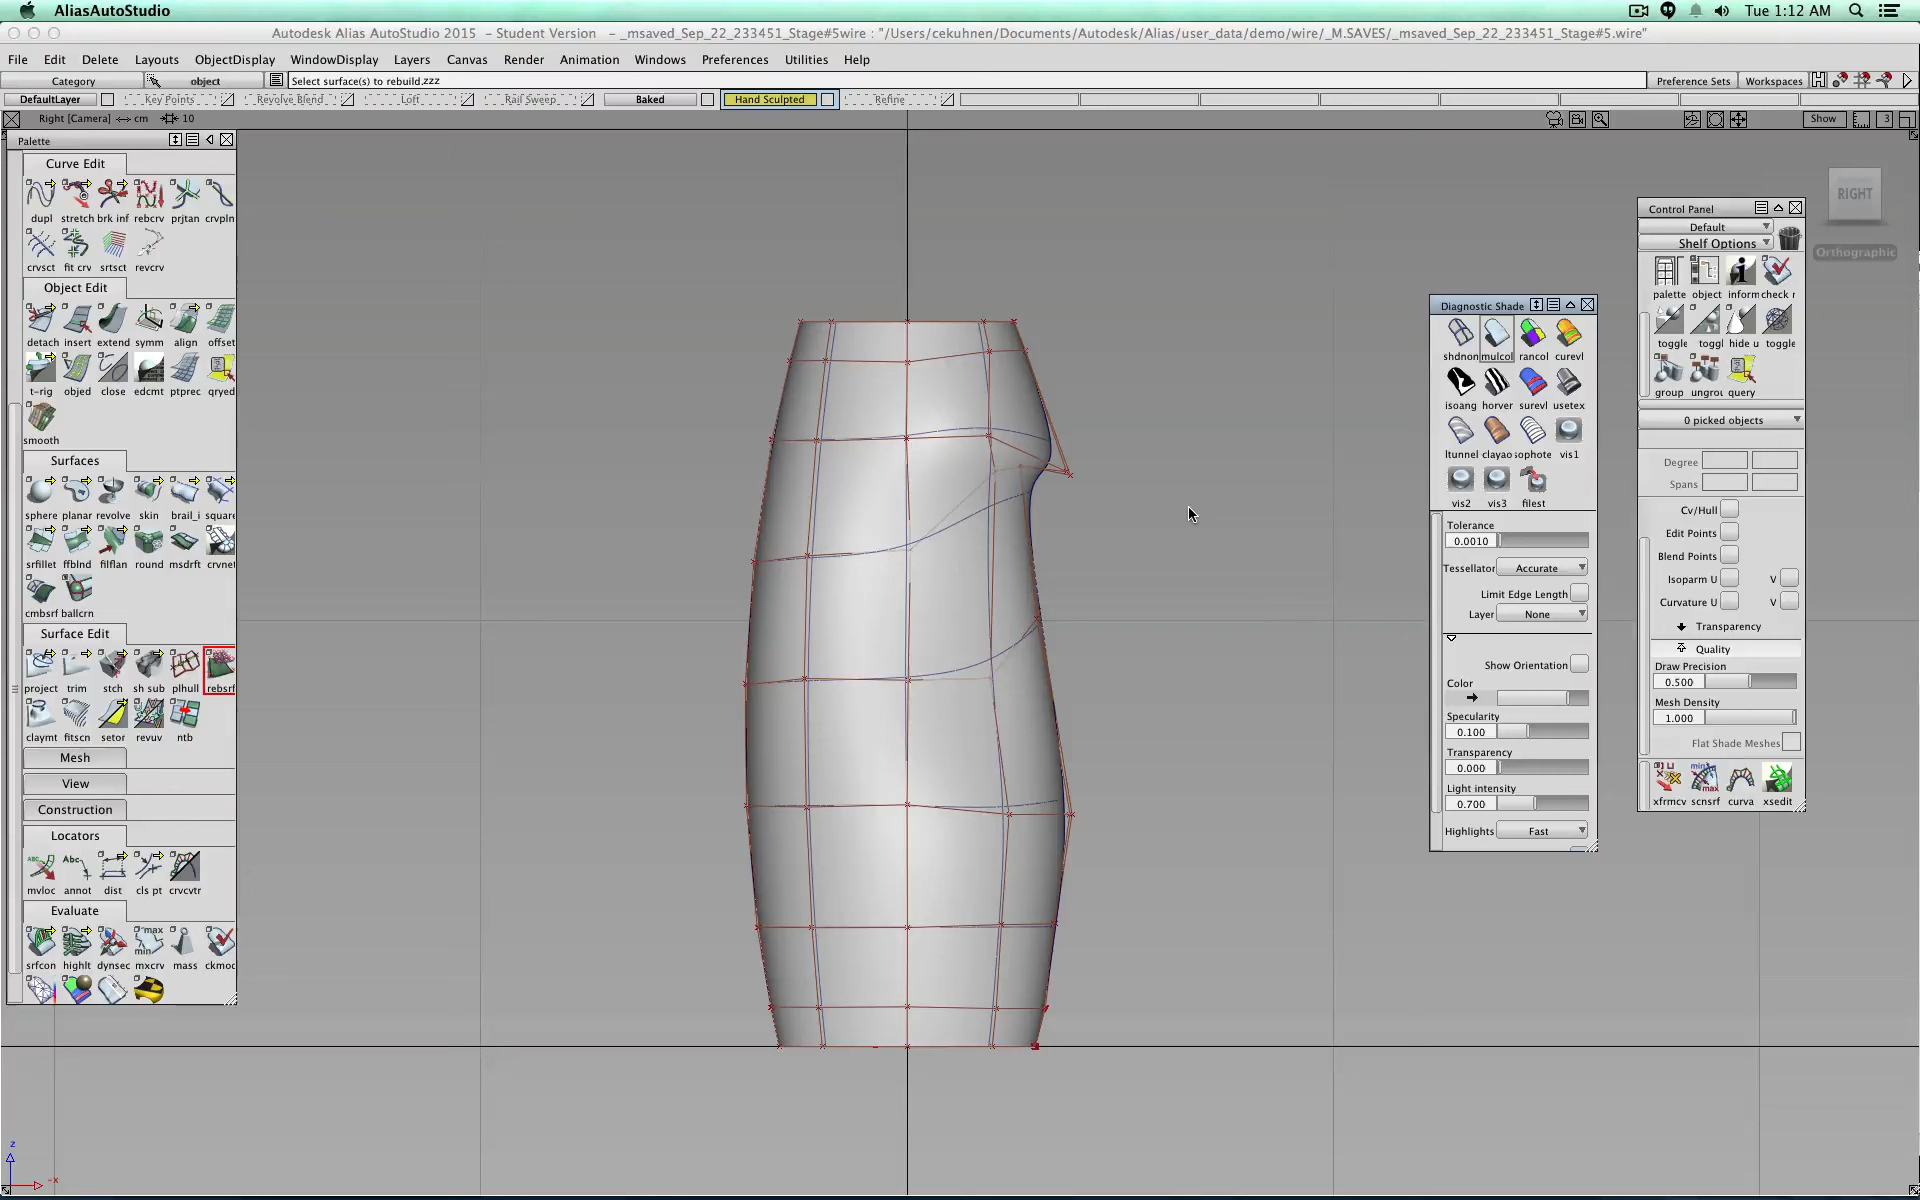 AliasAutoStudio
Tue 1:12 AM
Autodesk Alias AutoStudio 2015 - Student Version - _msaved_Sep_22_233451_Stage#5wire : "/Users/cekuhnen/Documents/Autodesk/Alias/user_data/demo/wire/_M.SAVES/_msaved_Sep_22_233451_Stage#5.wire"
File Edit Delete Layouts ObjectDisplay WindowDisplay Layers Canvas Render Animation Windows Preferences Utilities Help
Category object Select surface(s) to rebuild.zzz Preference Sets Workspaces
DefaultLayer Key Points Revolve Blend Loft Rail Sweep Baked Hand Sculpted Refine
Right [Camera] cm 10 Show 3
Palette
Curve Edit
dupl stretch brk inf rebcrv prjtan crvpln
crvsct fit crv srtsct revcrv
Object Edit
detach insert extend symm align offset
t-rig objed close edcmt ptprec qryed
smooth
Surfaces
sphere planar revolve skin brail_i square
srfillet ffblnd filflan round msdrft crvnet
cmbsrf ballcrn
Surface Edit
project trim stch sh sub plhull rebsrf
claymt fitscn setor revuv ntb
Mesh
View
Construction
Locators
mvloc annot dist cls pt crvcvtr
ABC Abc
Evaluate
srfcon highlt dynsec mxcrv mass ckmod
max
min
z
-x
Diagnostic Shade
shdnon mulcol rancol curevl
isoang horver surevl usetex
ltunnel clayao isophote vis1
vis2 vis3 filest
Tolerance
0.0010
Tessellator Accurate
Limit Edge Length
Layer None
Show Orientation
Color
Specularity
0.100
Transparency
0.000
Light intensity
0.700
Highlights Fast
Control Panel
Default
Shelf Options
palette object inform check r
toggle toggl hide u toggle
group ungrou query
0 picked objects
Degree
Spans
Cv/Hull
Edit Points
Blend Points
Isoparm U V
Curvature U V
Transparency
Quality
Draw Precision
0.500
Mesh Density
1.000
Flat Shade Meshes
xfrmcv scnsrf curva xsedit
RIGHT
Orthographic